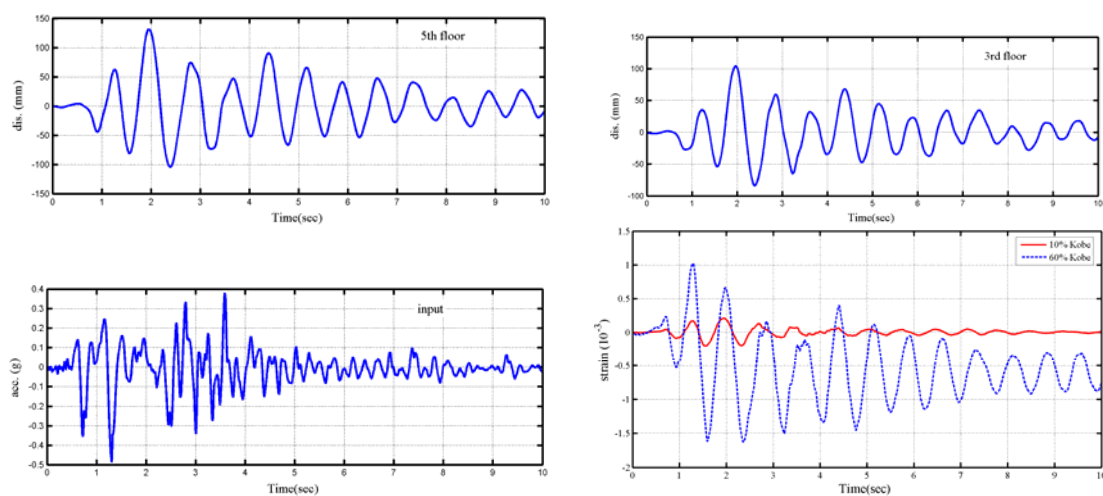 150
100
50
0
-50
-100
-150
dis. (mm)
5th floor
0 1 2 3 4 5 6 7 8 9 10
Time(sec)
150
100
50
0
-50
-100
dis. (mm)
3rd floor
0 1 2 3 4 5 6 7 8 9 10
Time(sec)
0.4
0.3
0.2
0.1
0
-0.1
-0.2
-0.3
-0.4
-0.5
acc. (g)
input
0 1 2 3 4 5 6 7 8 9 10
Time(sec)
1.5
1
0.5
0
-0.5
-1
-1.5
-2
strain (10⁻³)
10% Kobe
60% Kobe
0 1 2 3 4 5 6 7 8 9 10
Time(sec)